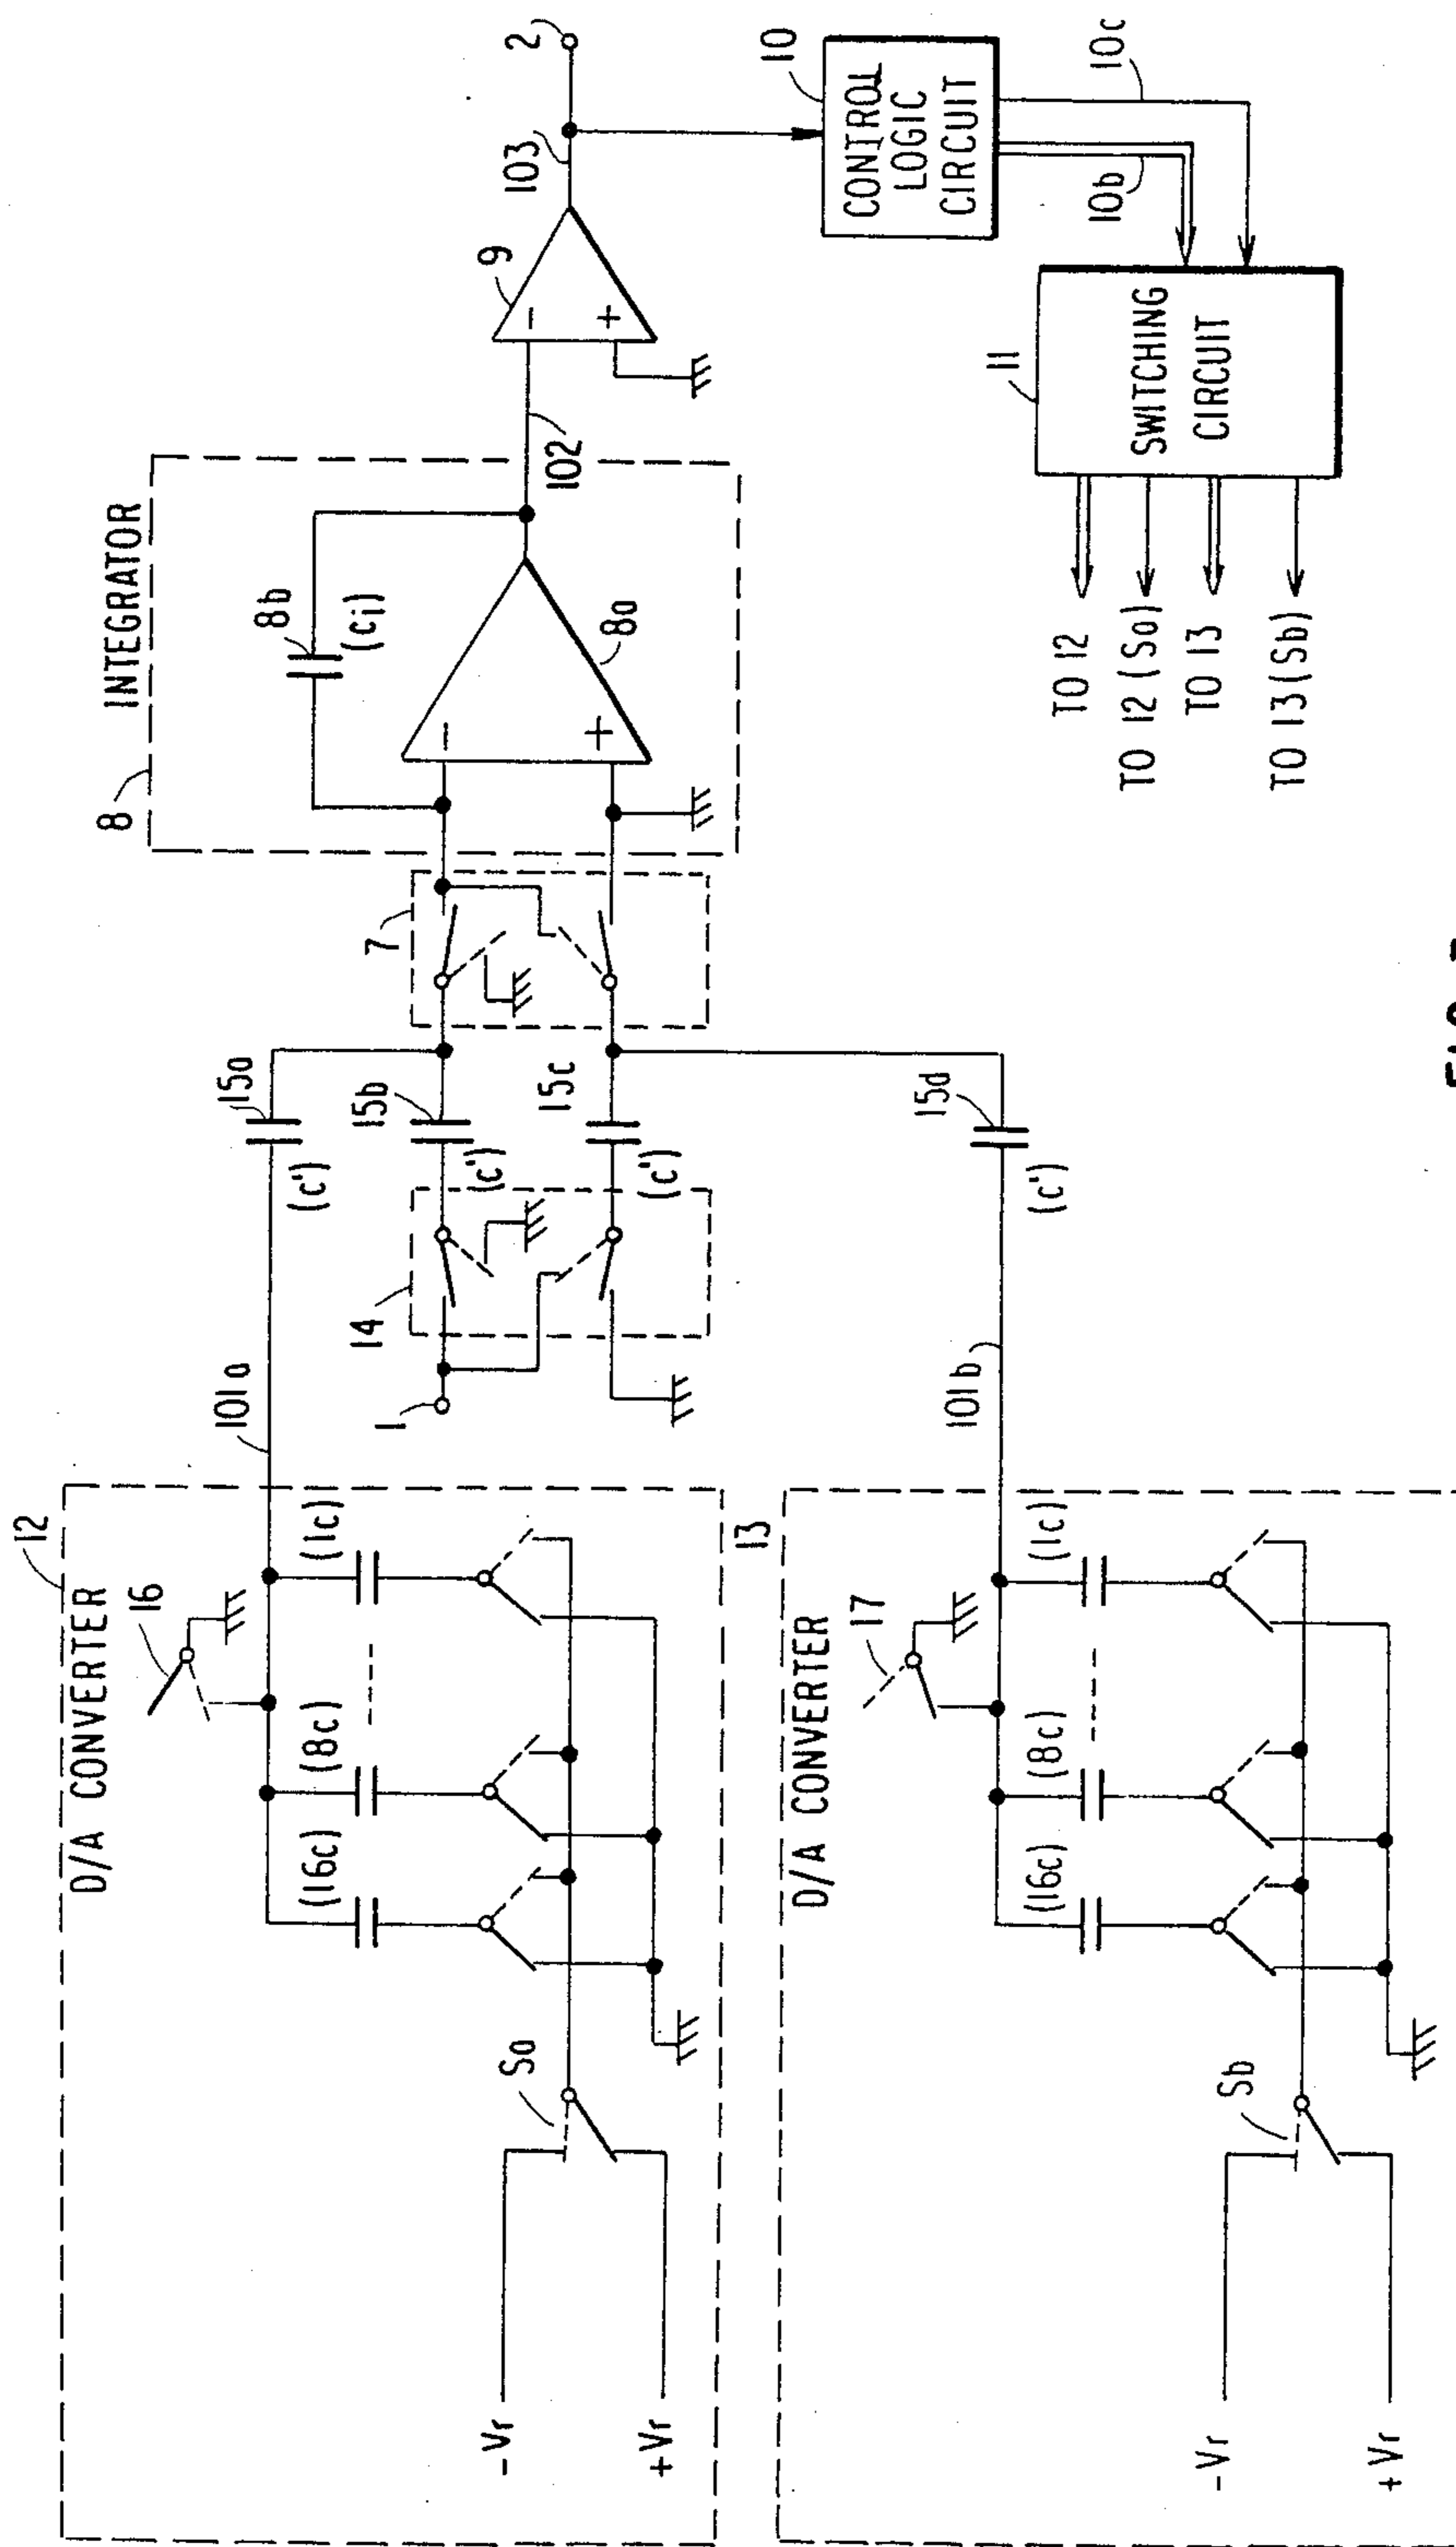 12
D/A CONVERTER
16
(16c)
(8c)
(1c)
Sa
-Vr
+Vr
101a
15a
(c')
1
14
15b
(c')
15c
(c')
7
8
INTEGRATOR
8b
(ci)
8a
-
+
102
9
-
+
103
2
13
D/A CONVERTER
17
(16c)
(8c)
(1c)
Sb
-Vr
+Vr
101b
15d
(c')
10
CONTROL
LOGIC
CIRCUIT
10b
10c
11
SWITCHING
CIRCUIT
TO 12
TO 12 (Sa)
TO 13
TO 13 (Sb)